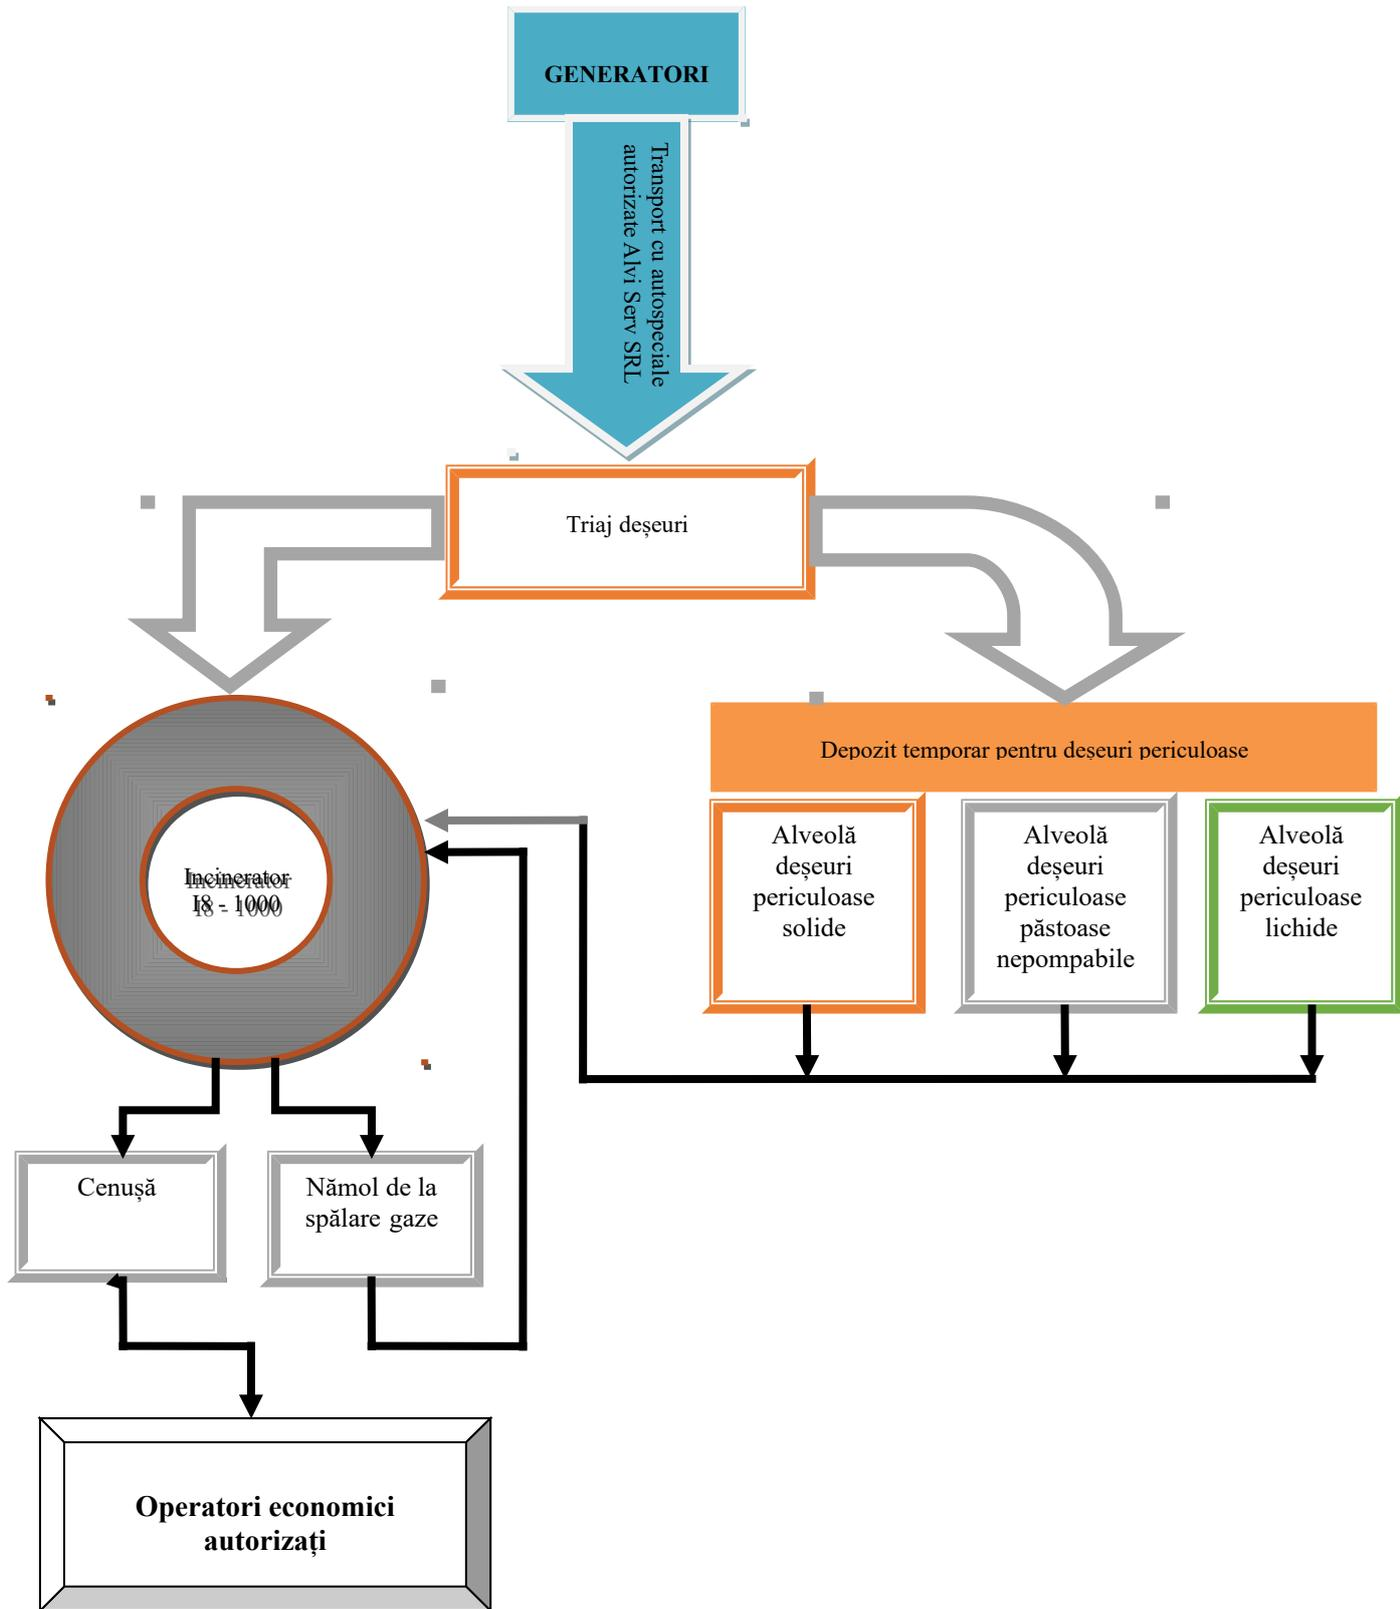 GENERATORI
Transport cu autospeciale
autorizate Alvi Serv SRL
Triaj deșeuri
Depozit temporar pentru deșeuri periculoase
Incinerator
I8 - 1000
Alveolă
deșeuri
periculoase
solide
Alveolă
deșeuri
periculoase
păstoase
nepompabile
Alveolă
deșeuri
periculoase
lichide
Cenușă
Nămol de la
spălare gaze
Operatori economici
autorizați